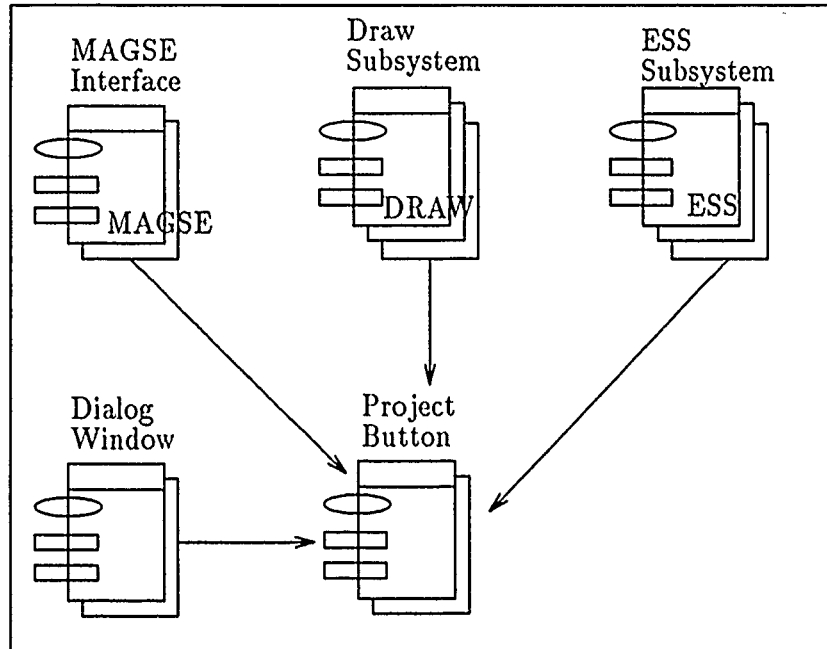 MAGSE
Interface
Draw
Subsystem
ESS
Subsystem
MAGSE
DRAW
ESS
Dialog
Window
Project
Button